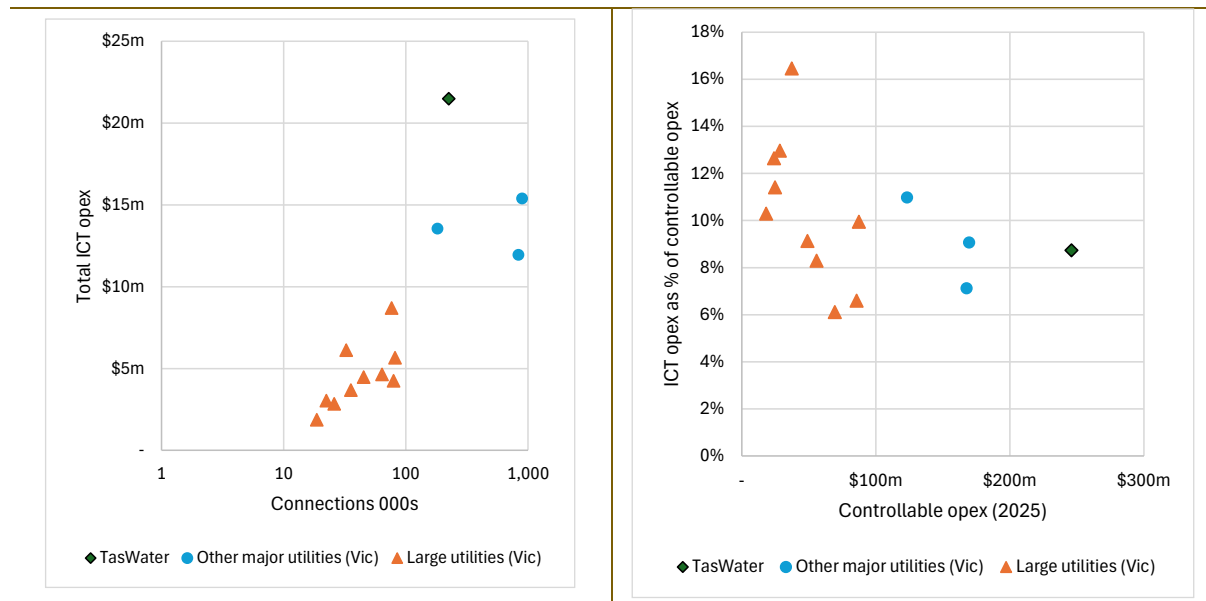 $25m
$20m
$15m
$10m
$5m
-
Total ICT opex
1
10
100
1,000
Connections 000s
TasWater
Other major utilities (Vic)
Large utilities (Vic)
18%
16%
14%
12%
10%
8%
6%
4%
2%
0%
ICT opex as % of controllable opex
-
$100m
$200m
$300m
Controllable opex (2025)
TasWater
Other major utilities (Vic)
Large utilities (Vic)